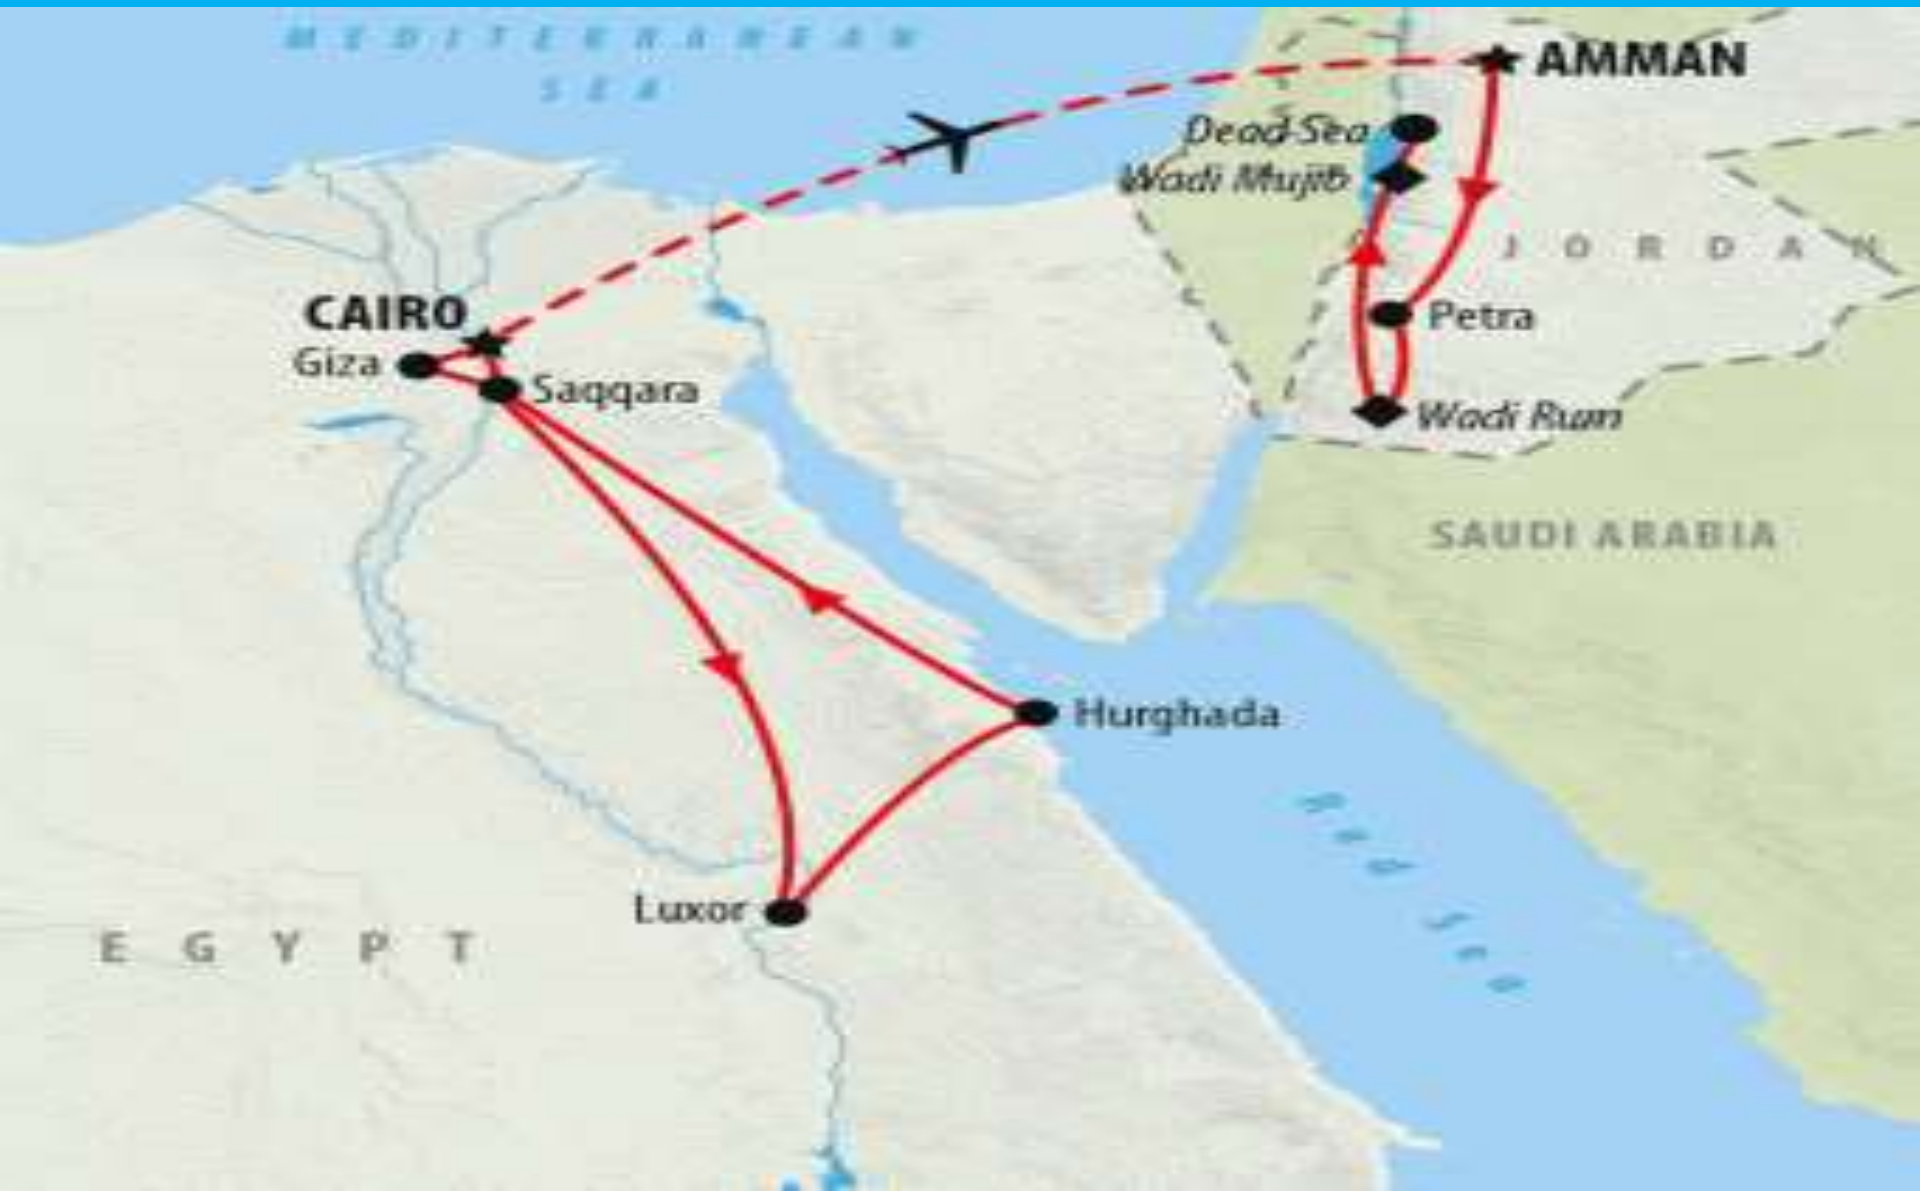 MEDITERRANEAN
SEA
AMMAN
Dead Sea
Wadi Mujib
JORDAN
CAIRO
Giza
Saqqara
Petra
Wadi Rum
SAUDI ARABIA
Hurghada
Red Sea
Luxor
EGYPT